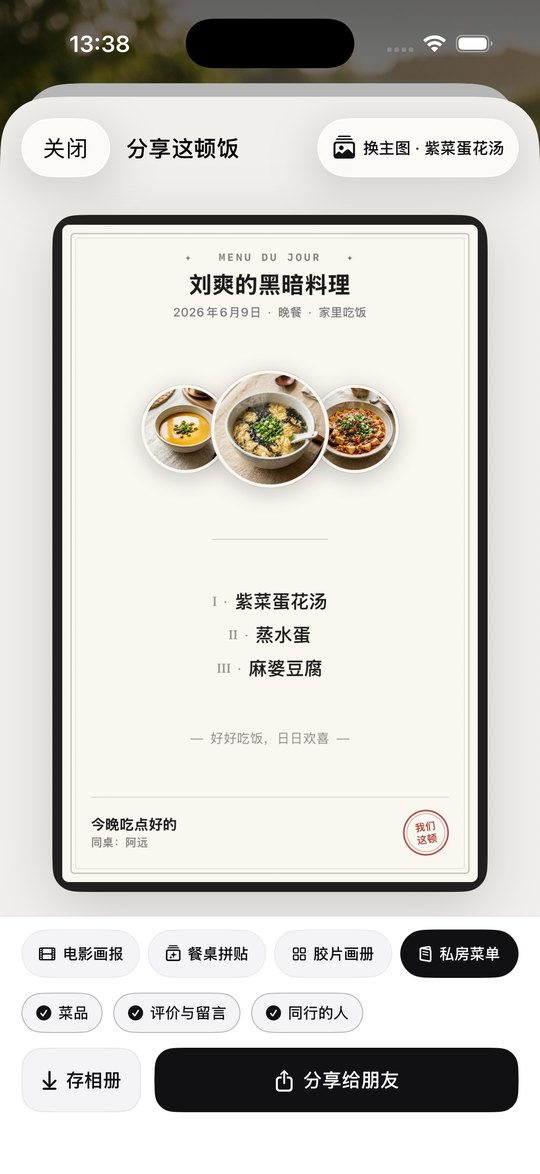 13:38
关闭
分享这顿饭
换主图 · 紫菜蛋花汤
MENU DU JOUR
刘爽的黑暗料理
2026年6月9日 · 晚餐 · 家里吃饭
I · 紫菜蛋花汤
II · 蒸水蛋
III · 麻婆豆腐
— 好好吃饭，日日欢喜 —
今晚吃点好的
同桌：阿远
我们
这顿
电影画报
餐桌拼贴
胶片画册
私房菜单
菜品
评价与留言
同行的人
存相册
分享给朋友